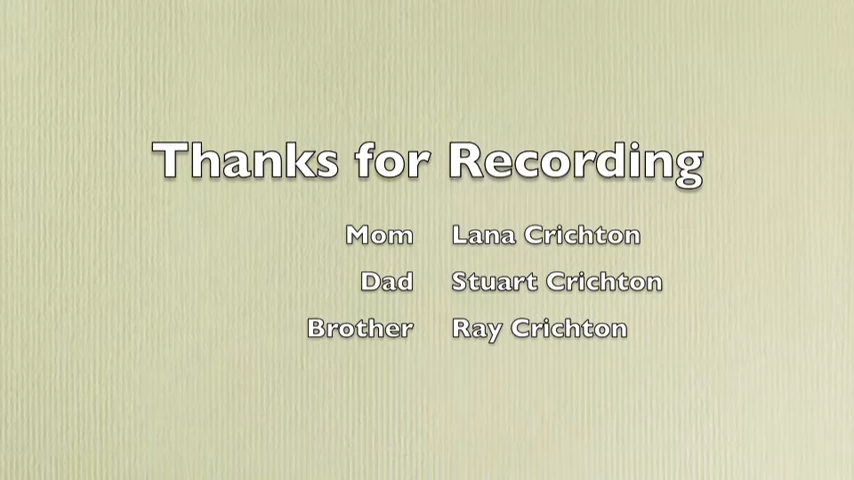 Thanks for Recording
Mom Lana Crichton
Dad Stuart Crichton
Brother Ray Crichton